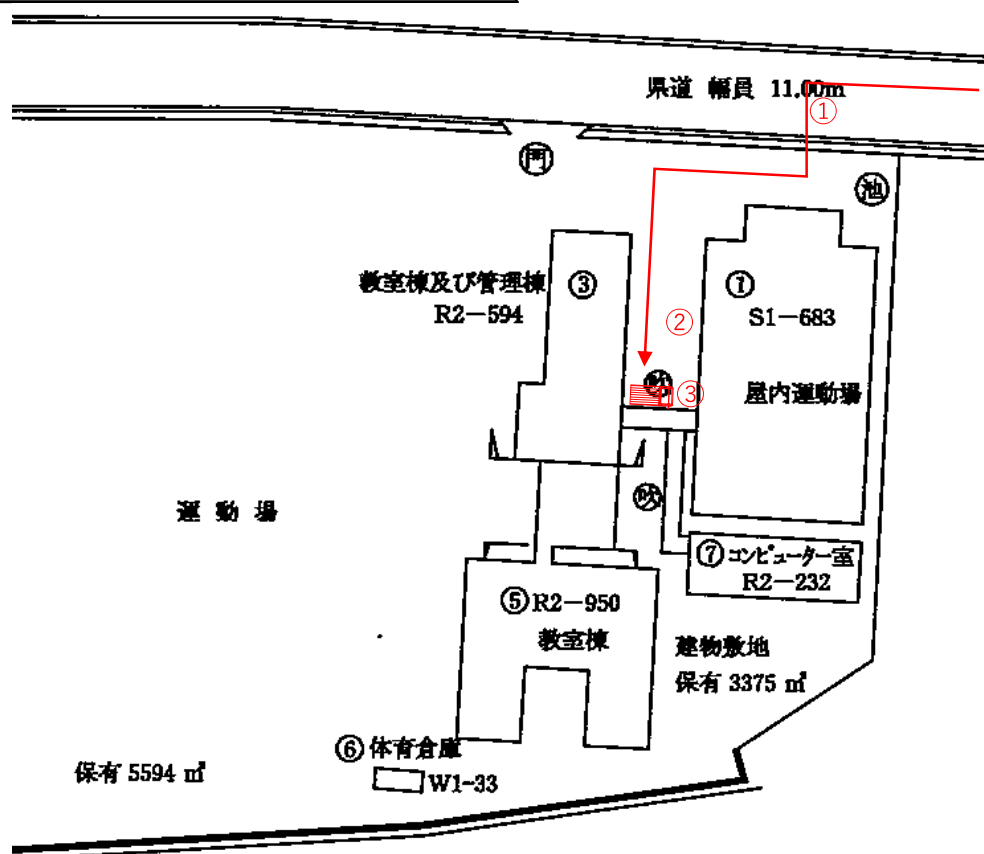 県道 幅員 11.00m
①
門
池
教室棟及び管理棟
R2-594
③
①
S1-683
屋内運動場
②
③
運動場
吹
⑦コンピューター室
R2-232
⑤R2-950
教室棟
建物敷地
保有 3375 ㎡
⑥体育倉庫
W1-33
保有 5594 ㎡